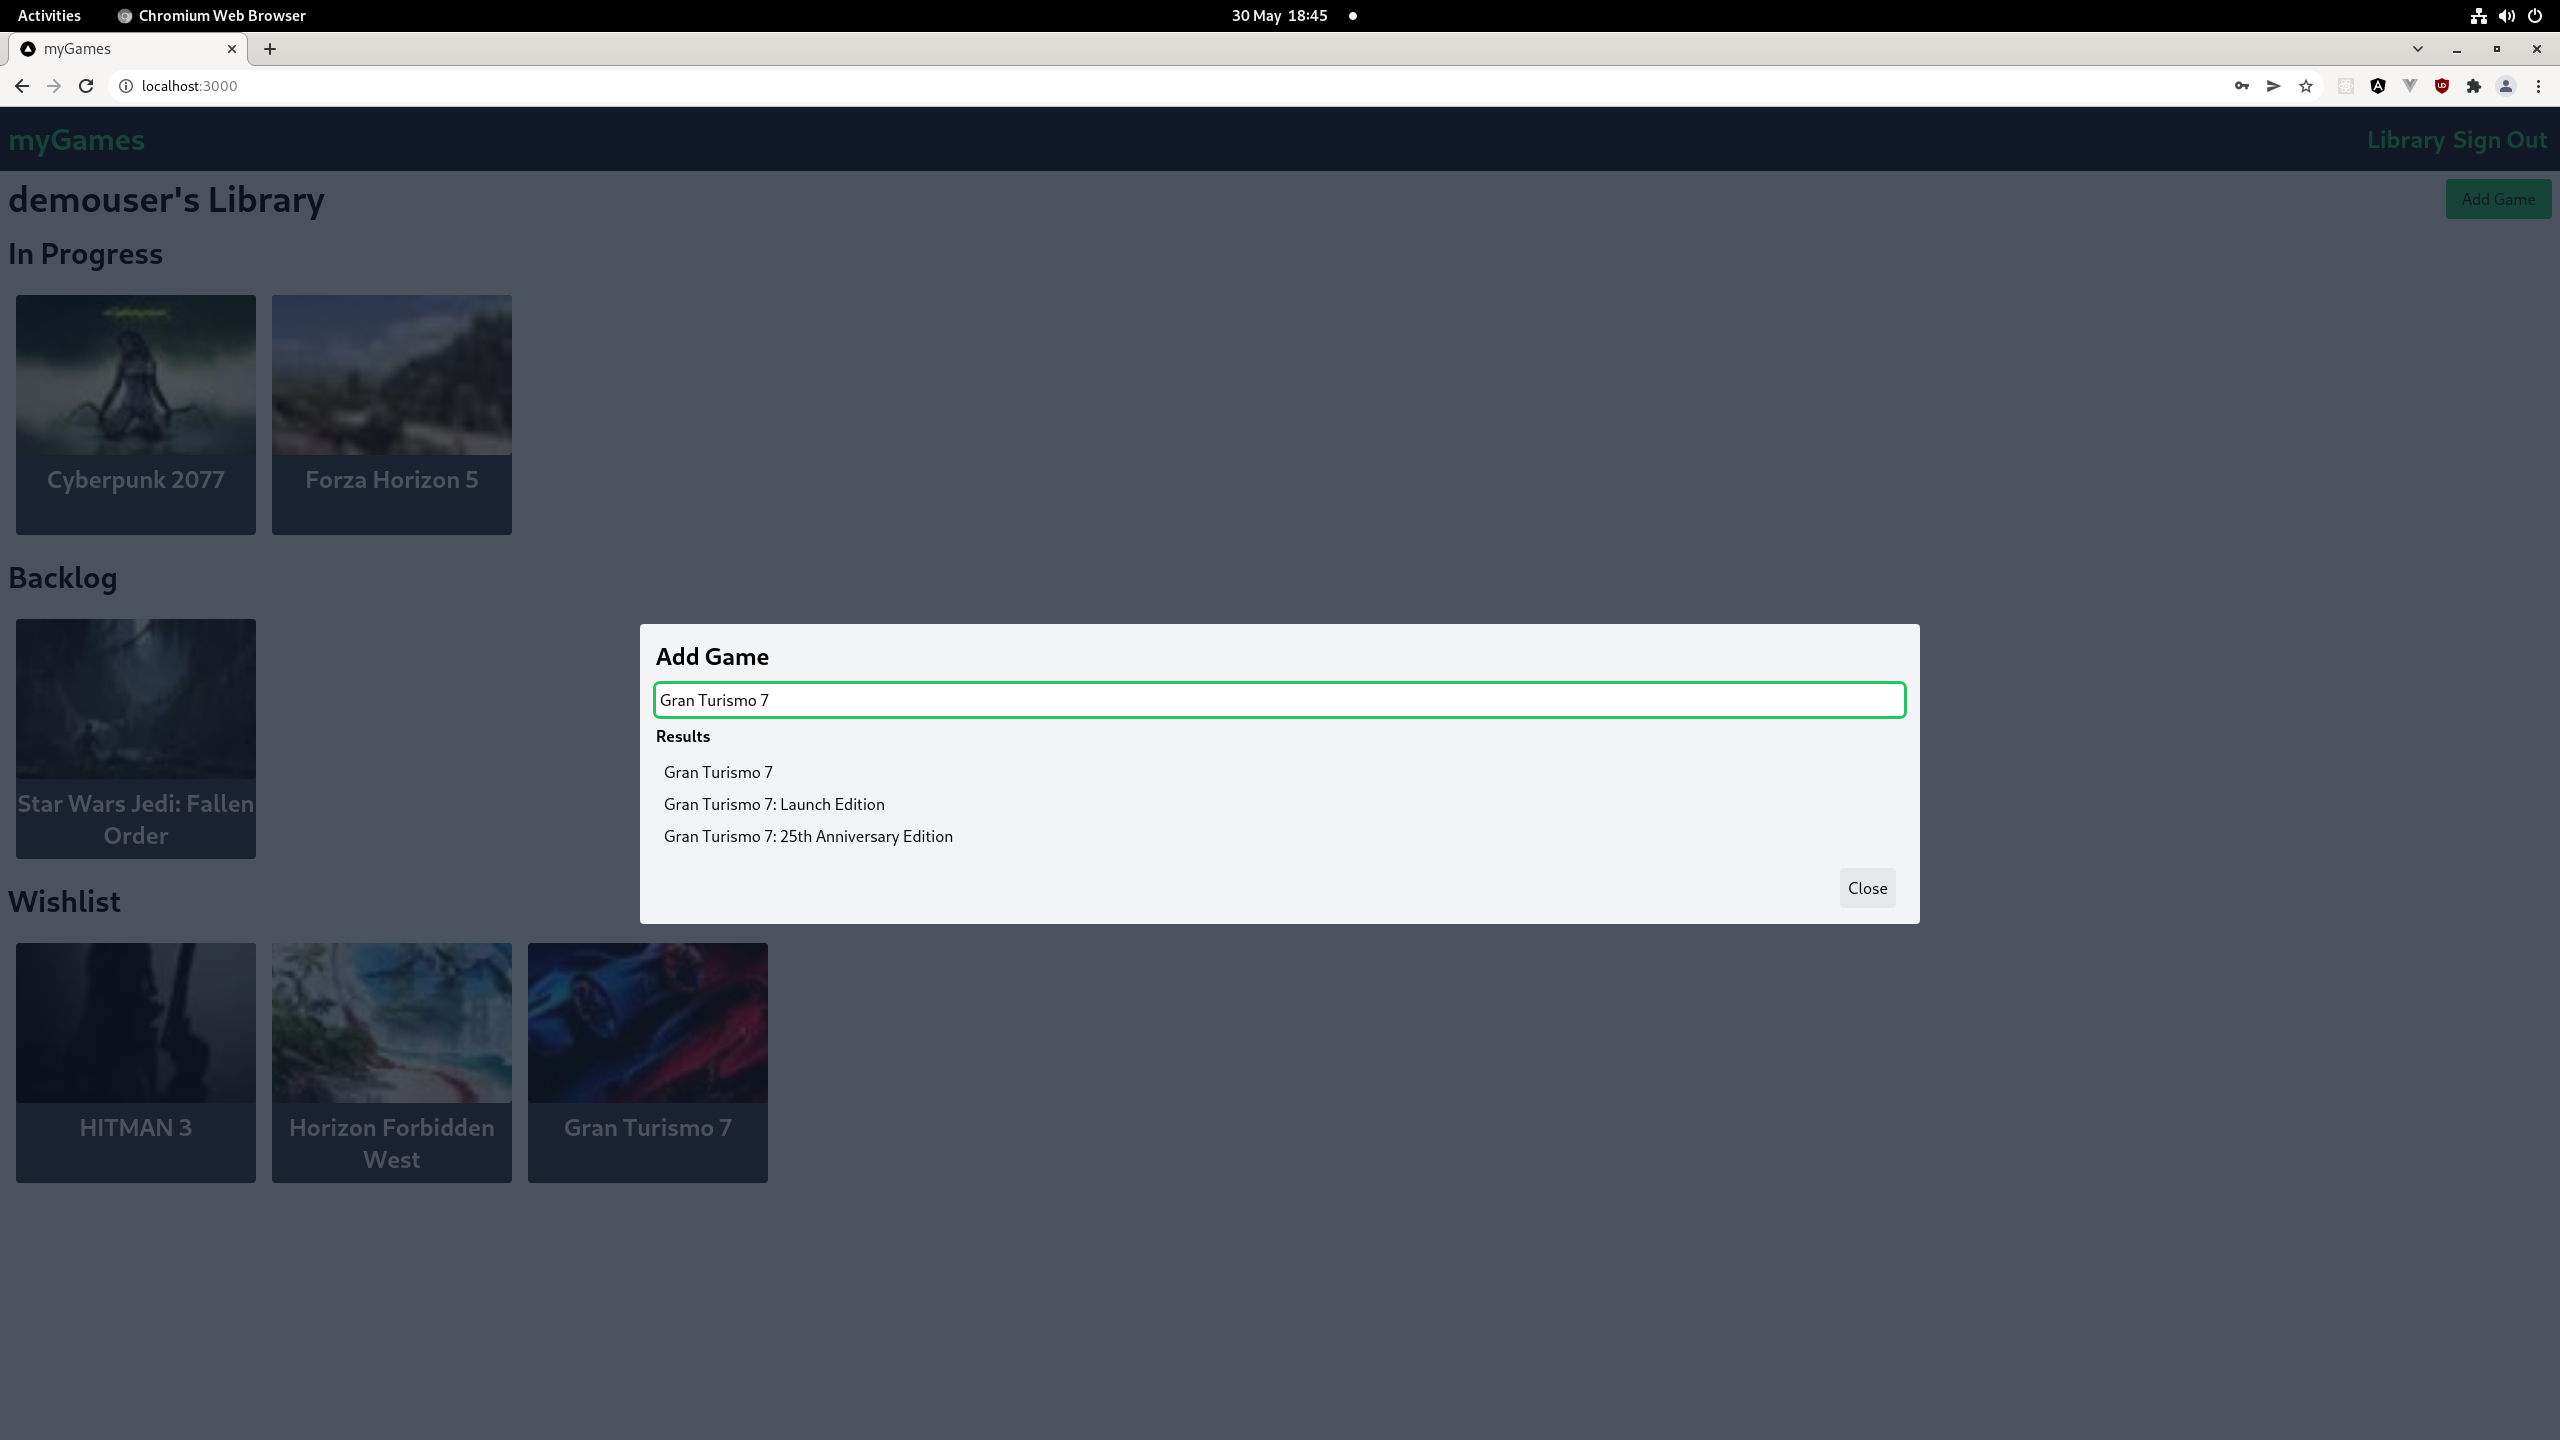 Activities
Chromium Web Browser
30 May 18:45
myGames
localhost:3000
myGames
Library
Sign Out
demouser's Library
Add Game
In Progress
Cyberpunk 2077
Forza Horizon 5
Backlog
Star Wars Jedi: Fallen
Order
Add Game
Gran Turismo 7
Results
Gran Turismo 7
Gran Turismo 7: Launch Edition
Gran Turismo 7: 25th Anniversary Edition
Close
Wishlist
HITMAN 3
Horizon Forbidden
West
Gran Turismo 7